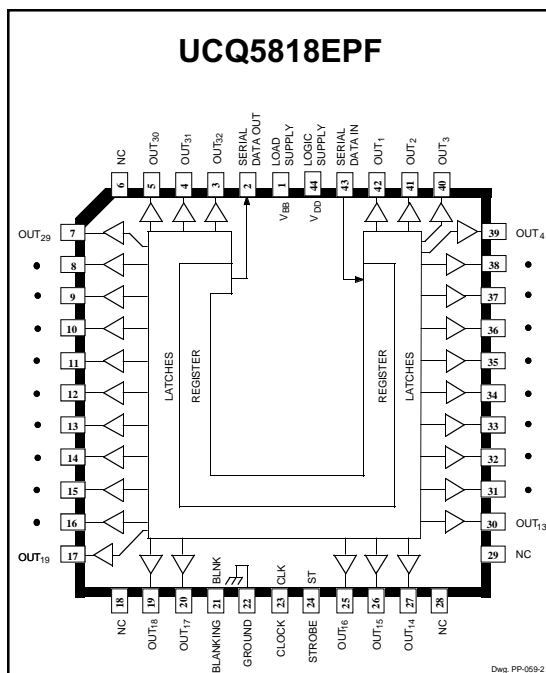 UCQ5818EPF
NC
OUT30
OUT31
OUT32
SERIAL
DATA OUT
LOAD
SUPPLY
LOGIC
SUPPLY
SERIAL
DATA IN
OUT1
OUT2
OUT3
6
5
4
3
2
1
44
43
42
41
40
VBB
VDD
OUT29
7
8
9
10
11
12
13
14
15
16
OUT19
17
LATCHES
REGISTER
REGISTER
LATCHES
39
OUT4
38
37
36
35
34
33
32
31
30
OUT13
29
NC
BLNK
CLK
ST
18
19
20
21
22
23
24
25
26
27
28
NC
OUT18
OUT17
BLANKING
GROUND
CLOCK
STROBE
OUT16
OUT15
OUT14
NC
Dwg. PP-059-2